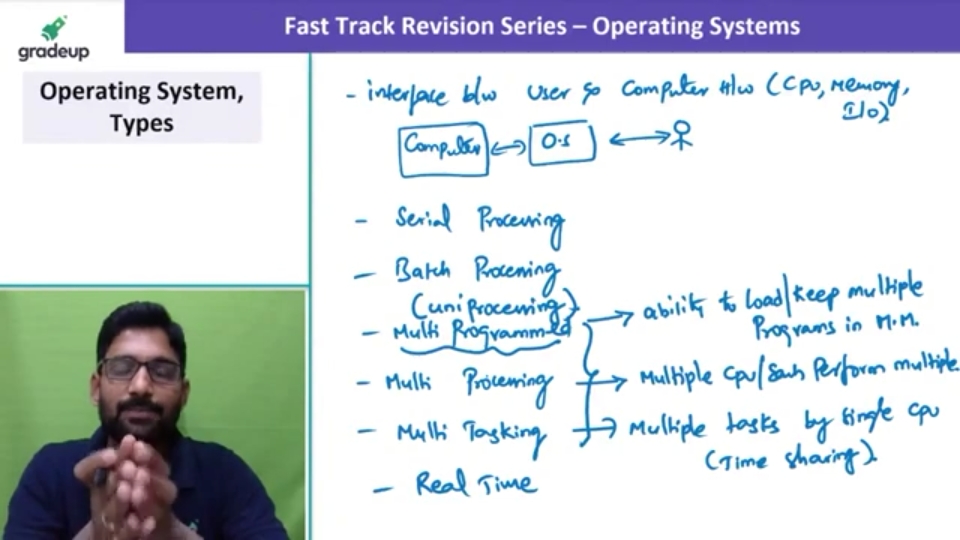 gradeup
Fast Track Revision Series – Operating Systems
Operating System,
Types
- interface b/w User & Computer H/w (CPU, Memory,
I/O)
Computer
O.S
- Serial Processing
- Batch Processing
(uniprocessing)
- Multi Programmed
ability to load/keep multiple
Programs in M.M.
- Multi Processing
Multiple CPU/ Each Perform multiple
- Multi Tasking
Multiple tasks by single CPU
(Time sharing).
- Real Time